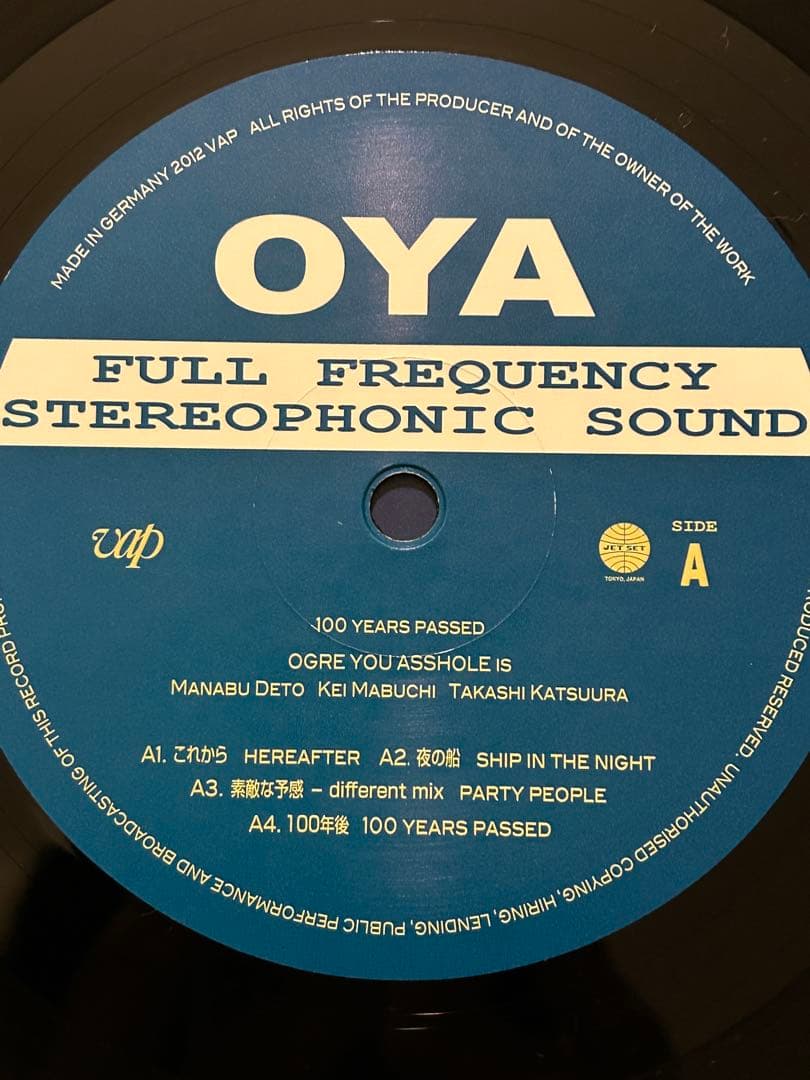 MADE IN GERMANY 2012 VAP ALL RIGHTS OF THE PRODUCER AND OF THE OWNER OF THE WORK
OYA
FULL FREQUENCY
STEREOPHONIC SOUND
vap
JET SET
TOKYO, JAPAN
SIDE
A
100 YEARS PASSED
OGRE YOU ASSHOLE IS
MANABU DETO KEI MABUCHI TAKASHI KATSUURA
A1. これから HEREAFTER A2. 夜の船 SHIP IN THE NIGHT
A3. 素敵な予感 – different mix PARTY PEOPLE
A4. 100年後 100 YEARS PASSED
RESERVED. UNAUTHORISED COPYING, HIRING, LENDING, PUBLIC PERFORMANCE AND BROADCASTING OF THIS RECORD